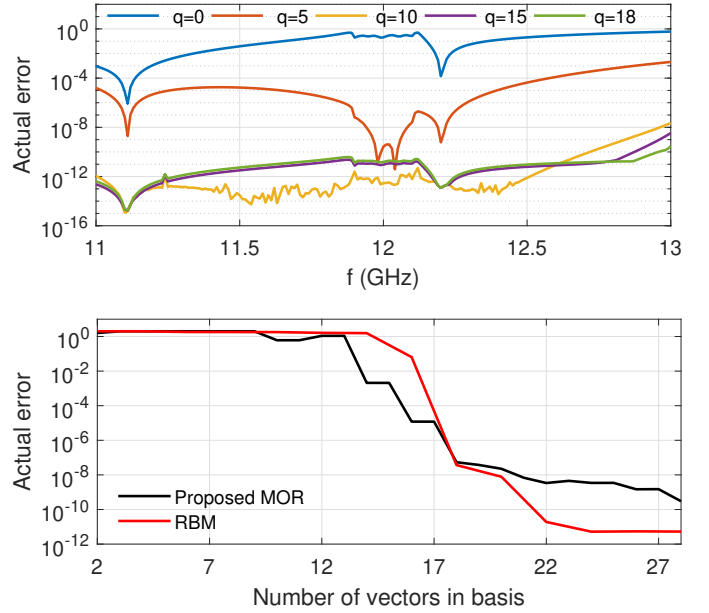 q=0 q=5 q=10 q=15 q=18
Actual error
10^0
10^-4
10^-8
10^-12
10^-16
11 11.5 12 12.5 13
f (GHz)
Actual error
10^0
10^-2
10^-4
10^-6
10^-8
10^-10
10^-12
Proposed MOR
RBM
2 7 12 17 22 27
Number of vectors in basis